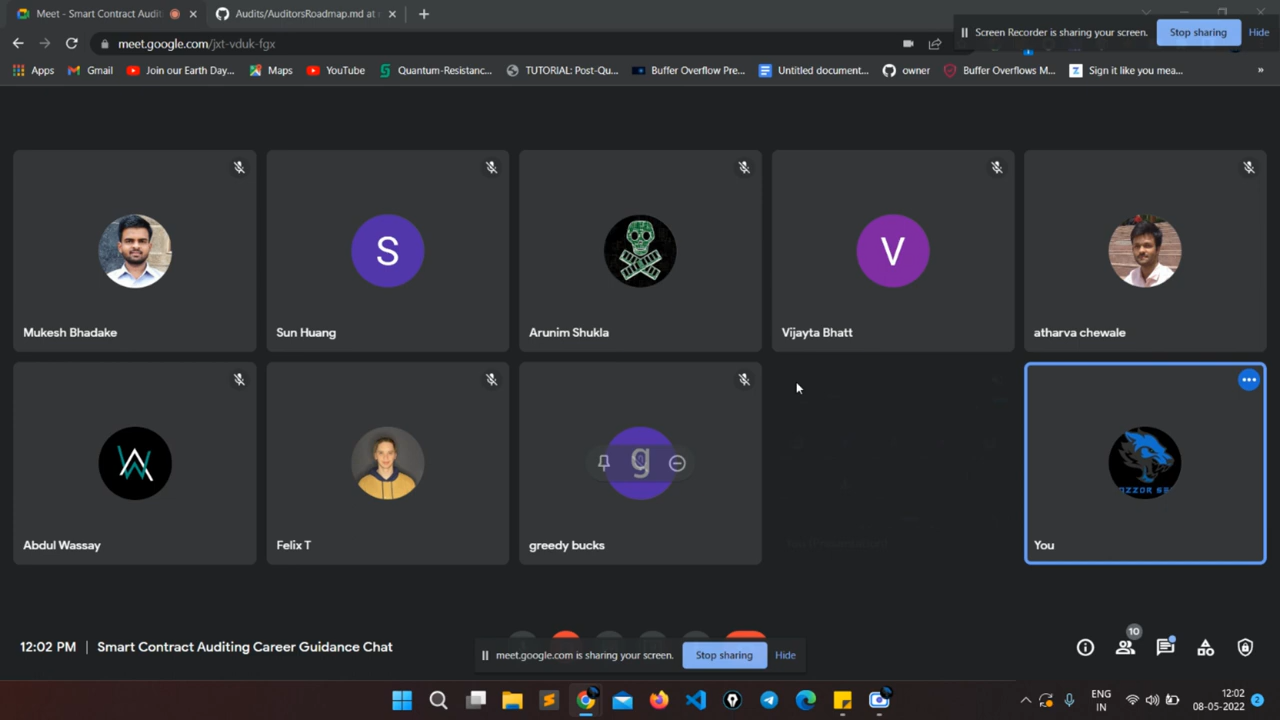 Meet - Smart Contract Auditi
Audits/AuditorsRoadmap.md at
Screen Recorder is sharing your screen.
Stop sharing
Hide
meet.google.com/jxt-vduk-fgx
Apps
Gmail
Join our Earth Day...
Maps
YouTube
Quantum-Resistanc...
TUTORIAL: Post-Qu...
Buffer Overflow Pre...
Untitled document...
owner
Buffer Overflows M...
Sign it like you mea...
»
S
V
Mukesh Bhadake
Sun Huang
Arunim Shukla
Vijayta Bhatt
atharva chewale
g
Abdul Wassay
Felix T
greedy bucks
You
12:02 PM | Smart Contract Auditing Career Guidance Chat
meet.google.com is sharing your screen.
Stop sharing
Hide
10
ENG
IN
12:02
08-05-2022
2